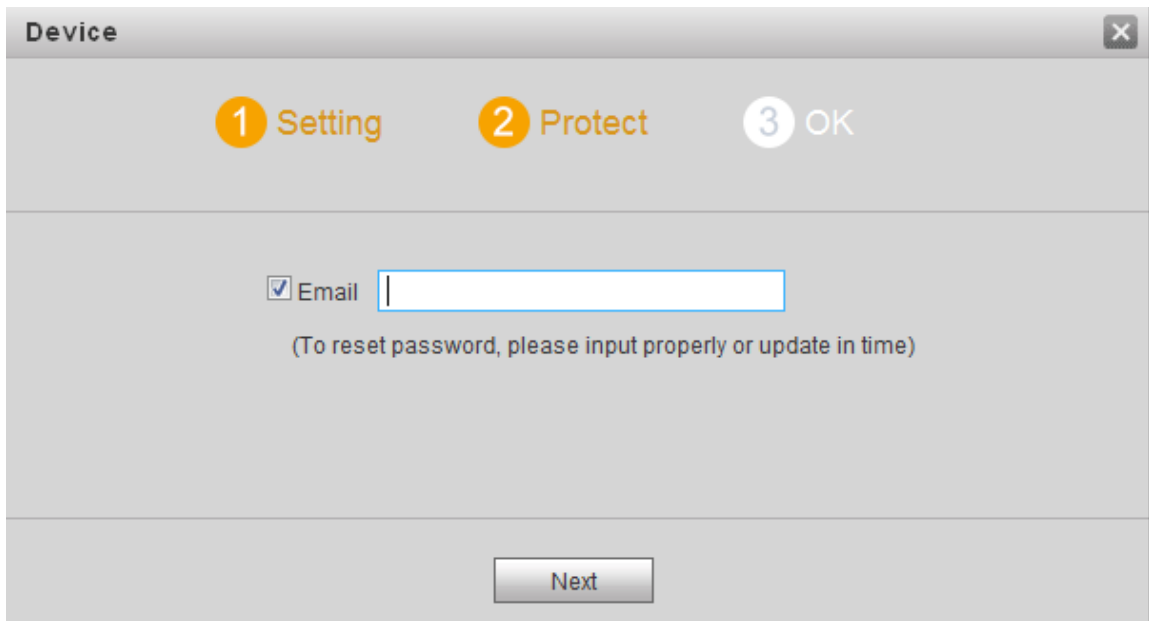 Device
1 Setting 2 Protect 3 OK
Email
(To reset password, please input properly or update in time)
Next